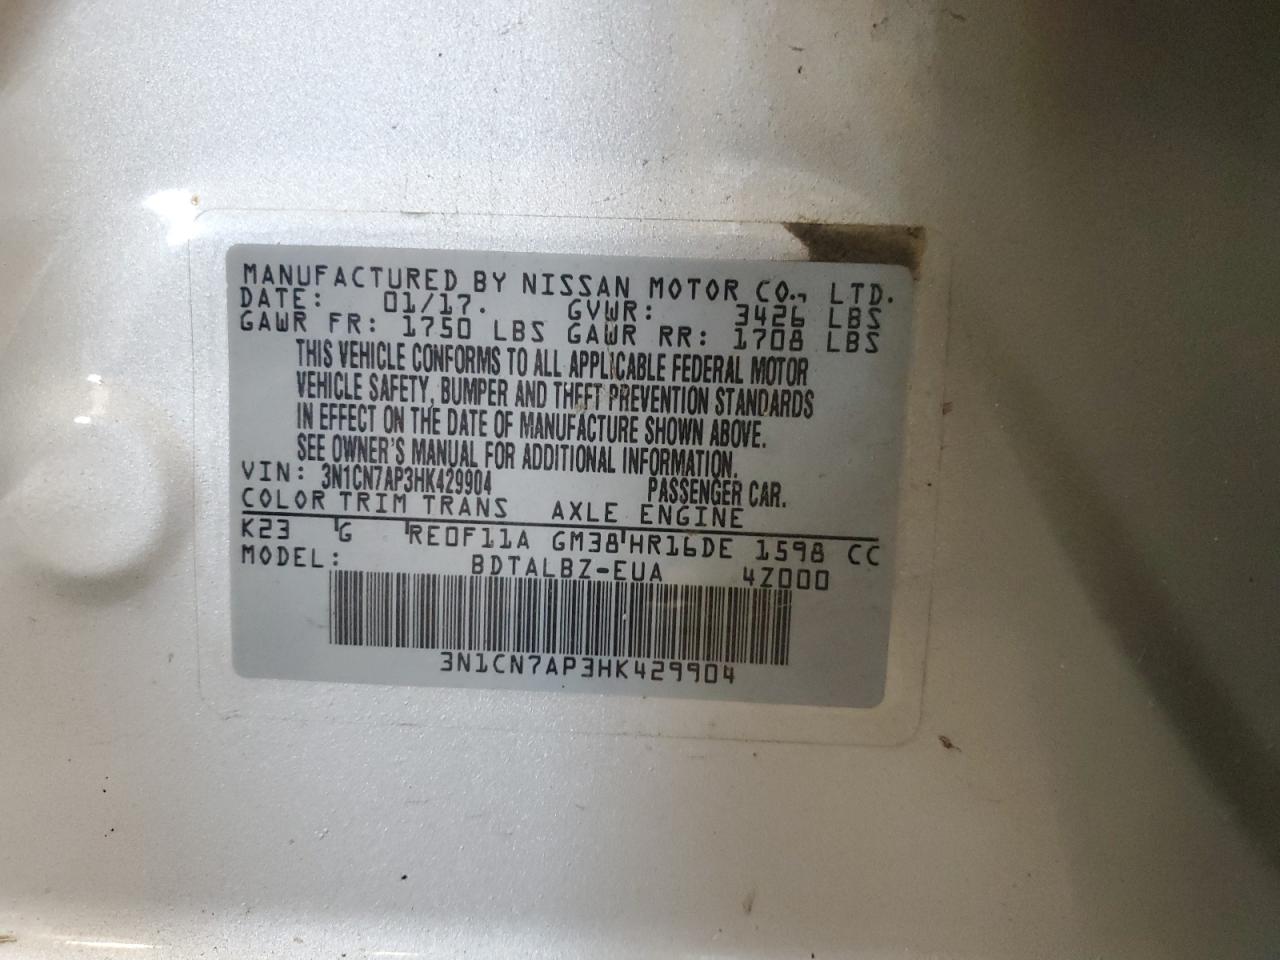 MANUFACTURED BY NISSAN MOTOR CO., LTD.
DATE: 01/17. GVWR: 3426 LBS
GAWR FR: 1750 LBS GAWR RR: 1708 LBS
THIS VEHICLE CONFORMS TO ALL APPLICABLE FEDERAL MOTOR
VEHICLE SAFETY, BUMPER AND THEFT PREVENTION STANDARDS
IN EFFECT ON THE DATE OF MANUFACTURE SHOWN ABOVE.
SEE OWNER'S MANUAL FOR ADDITIONAL INFORMATION.
VIN: 3N1CN7AP3HK429904 PASSENGER CAR.
COLOR TRIM TRANS AXLE ENGINE
K23 G RE0F11A GM38 HR16DE 1598 CC
MODEL: BDTALBZ-EUA 4Z000
3N1CN7AP3HK429904